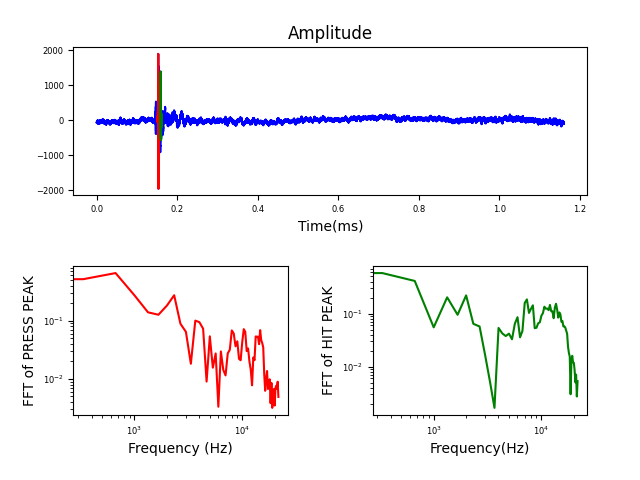 Amplitude
2000
1000
0
−1000
−2000
0.0 0.2 0.4 0.6 0.8 1.0 1.2
Time(ms)
FFT of PRESS PEAK
10⁻¹
10⁻²
10³ 10⁴
Frequency (Hz)
FFT of HIT PEAK
10⁻¹
10⁻²
10³ 10⁴
Frequency(Hz)